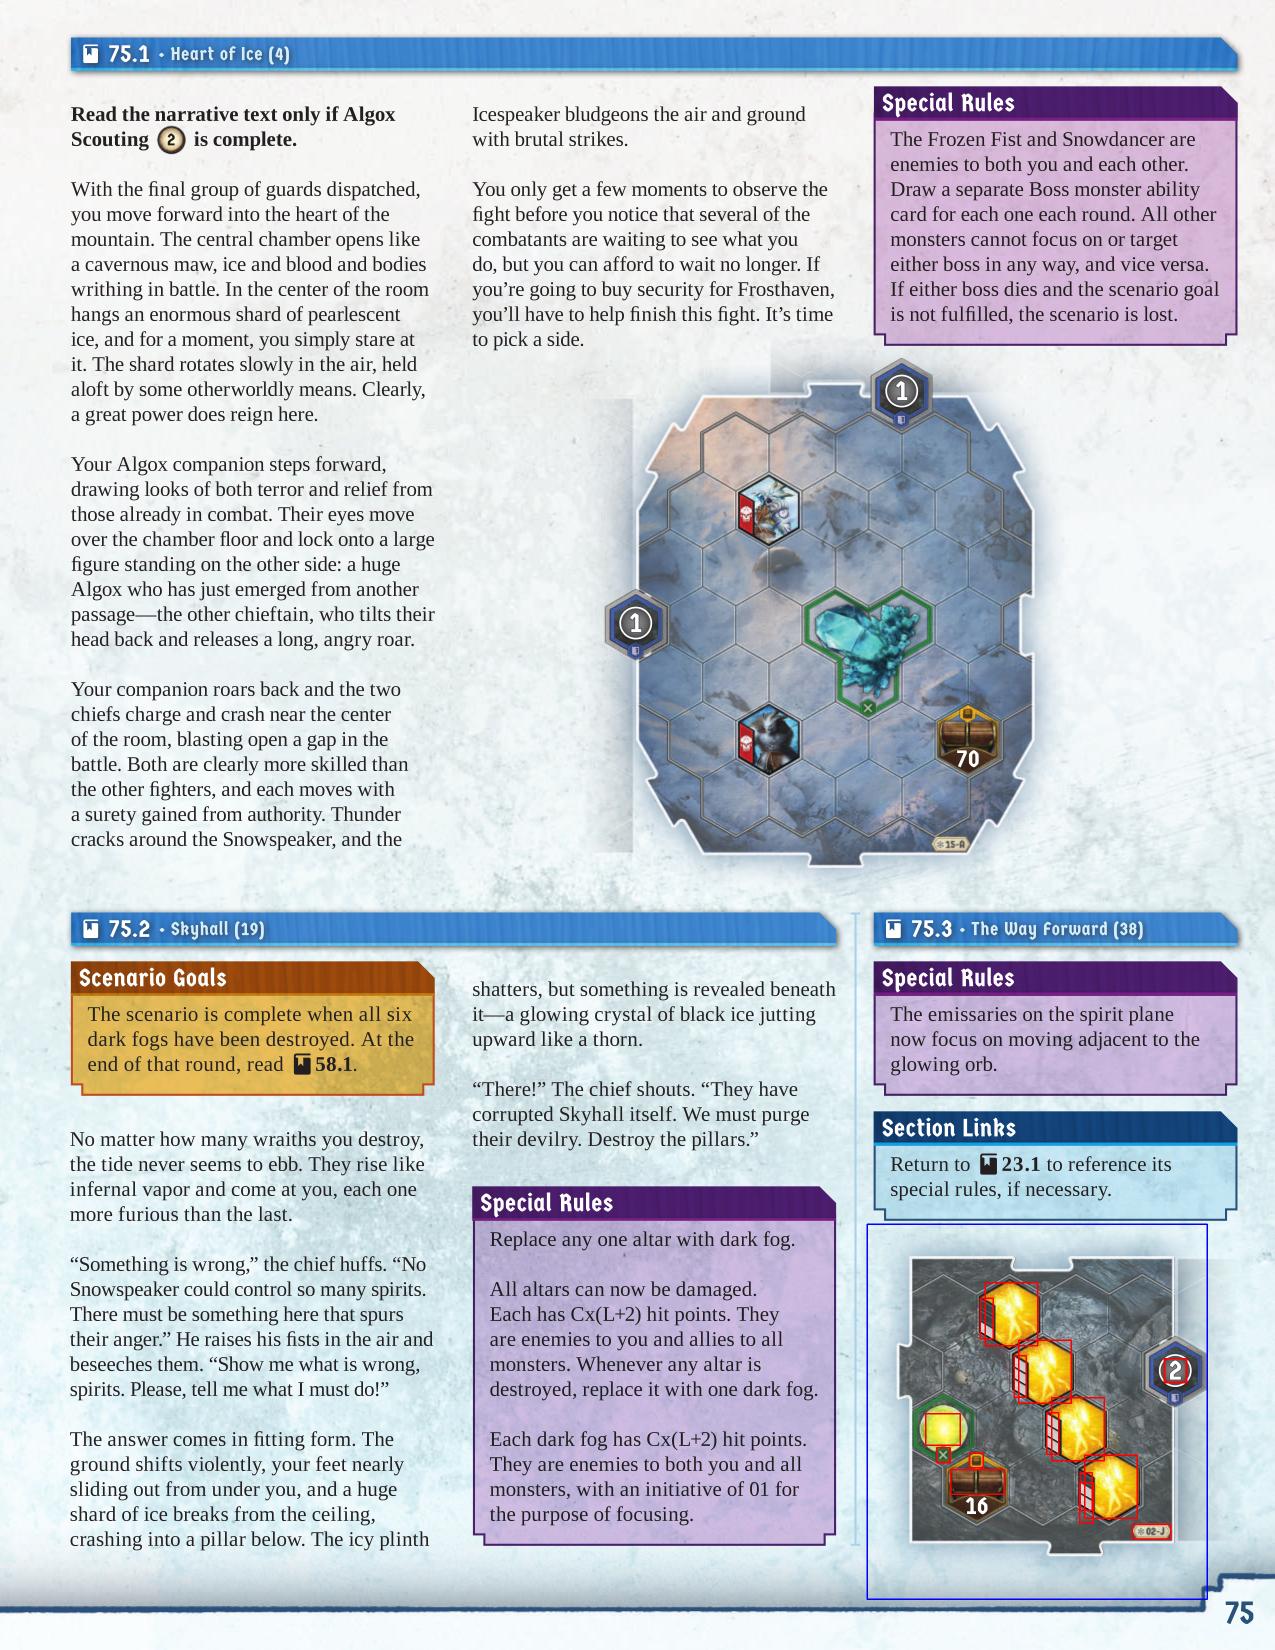 75.1 • Heart of Ice (4)
Read the narrative text only if Algox
Scouting 2 is complete.
With the final group of guards dispatched,
you move forward into the heart of the
mountain. The central chamber opens like
a cavernous maw, ice and blood and bodies
writhing in battle. In the center of the room
hangs an enormous shard of pearlescent
ice, and for a moment, you simply stare at
it. The shard rotates slowly in the air, held
aloft by some otherworldly means. Clearly,
a great power does reign here.
Your Algox companion steps forward,
drawing looks of both terror and relief from
those already in combat. Their eyes move
over the chamber floor and lock onto a large
figure standing on the other side: a huge
Algox who has just emerged from another
passage—the other chieftain, who tilts their
head back and releases a long, angry roar.
Your companion roars back and the two
chiefs charge and crash near the center
of the room, blasting open a gap in the
battle. Both are clearly more skilled than
the other fighters, and each moves with
a surety gained from authority. Thunder
cracks around the Snowspeaker, and the
Icespeaker bludgeons the air and ground
with brutal strikes.
You only get a few moments to observe the
fight before you notice that several of the
combatants are waiting to see what you
do, but you can afford to wait no longer. If
you’re going to buy security for Frosthaven,
you’ll have to help finish this fight. It’s time
to pick a side.
Special Rules
The Frozen Fist and Snowdancer are
enemies to both you and each other.
Draw a separate Boss monster ability
card for each one each round. All other
monsters cannot focus on or target
either boss in any way, and vice versa.
If either boss dies and the scenario goal
is not fulfilled, the scenario is lost.
1
1
70
15-A
75.2 • Skyhall (19)
Scenario Goals
The scenario is complete when all six
dark fogs have been destroyed. At the
end of that round, read 58.1.
No matter how many wraiths you destroy,
the tide never seems to ebb. They rise like
infernal vapor and come at you, each one
more furious than the last.
“Something is wrong,” the chief huffs. “No
Snowspeaker could control so many spirits.
There must be something here that spurs
their anger.” He raises his fists in the air and
beseeches them. “Show me what is wrong,
spirits. Please, tell me what I must do!”
The answer comes in fitting form. The
ground shifts violently, your feet nearly
sliding out from under you, and a huge
shard of ice breaks from the ceiling,
crashing into a pillar below. The icy plinth
shatters, but something is revealed beneath
it—a glowing crystal of black ice jutting
upward like a thorn.
“There!” The chief shouts. “They have
corrupted Skyhall itself. We must purge
their devilry. Destroy the pillars.”
Special Rules
Replace any one altar with dark fog.
All altars can now be damaged.
Each has Cx(L+2) hit points. They
are enemies to you and allies to all
monsters. Whenever any altar is
destroyed, replace it with one dark fog.
Each dark fog has Cx(L+2) hit points.
They are enemies to both you and all
monsters, with an initiative of 01 for
the purpose of focusing.
75.3 • The Way Forward (38)
Special Rules
The emissaries on the spirit plane
now focus on moving adjacent to the
glowing orb.
Section Links
Return to 23.1 to reference its
special rules, if necessary.
2
16
02-J
75